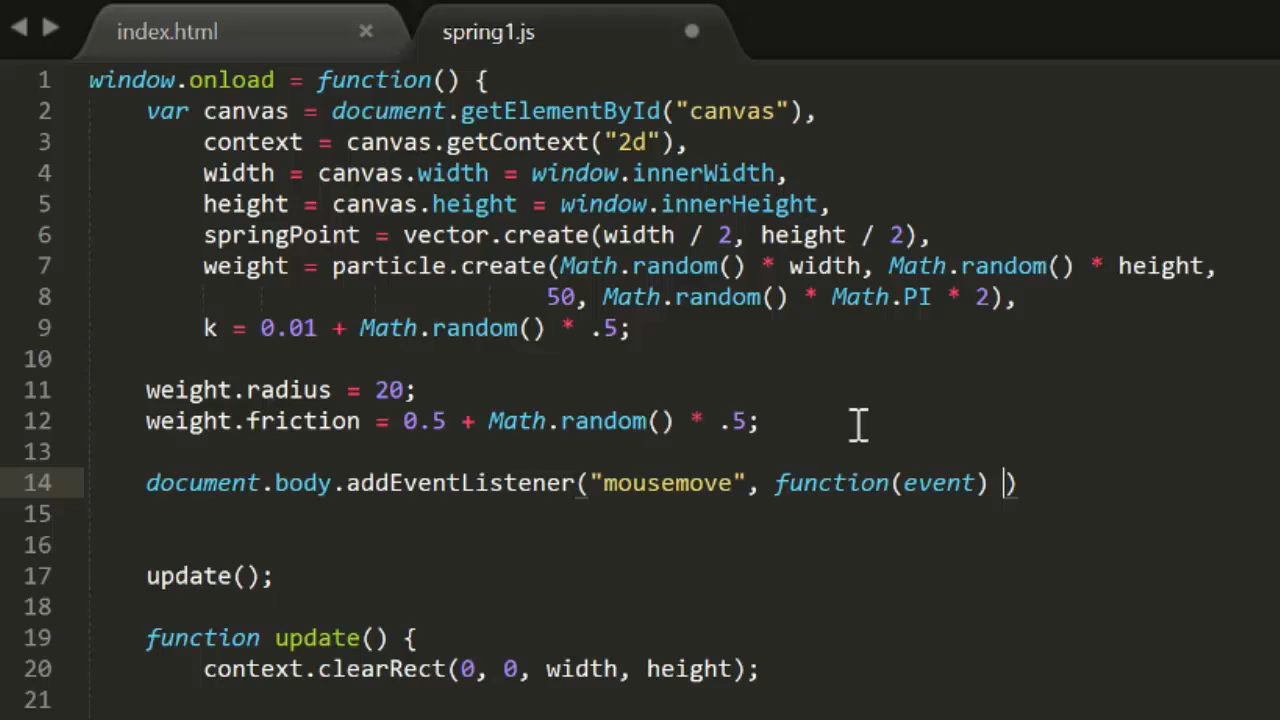 index.html × spring1.js
1 window.onload = function() {
2 var canvas = document.getElementById("canvas"),
3 context = canvas.getContext("2d"),
4 width = canvas.width = window.innerWidth,
5 height = canvas.height = window.innerHeight,
6 springPoint = vector.create(width / 2, height / 2),
7 weight = particle.create(Math.random() * width, Math.random() * height,
8 50, Math.random() * Math.PI * 2),
9 k = 0.01 + Math.random() * .5;
10
11 weight.radius = 20;
12 weight.friction = 0.5 + Math.random() * .5;
13
14 document.body.addEventListener("mousemove", function(event) )
15
16
17 update();
18
19 function update() {
20 context.clearRect(0, 0, width, height);
21